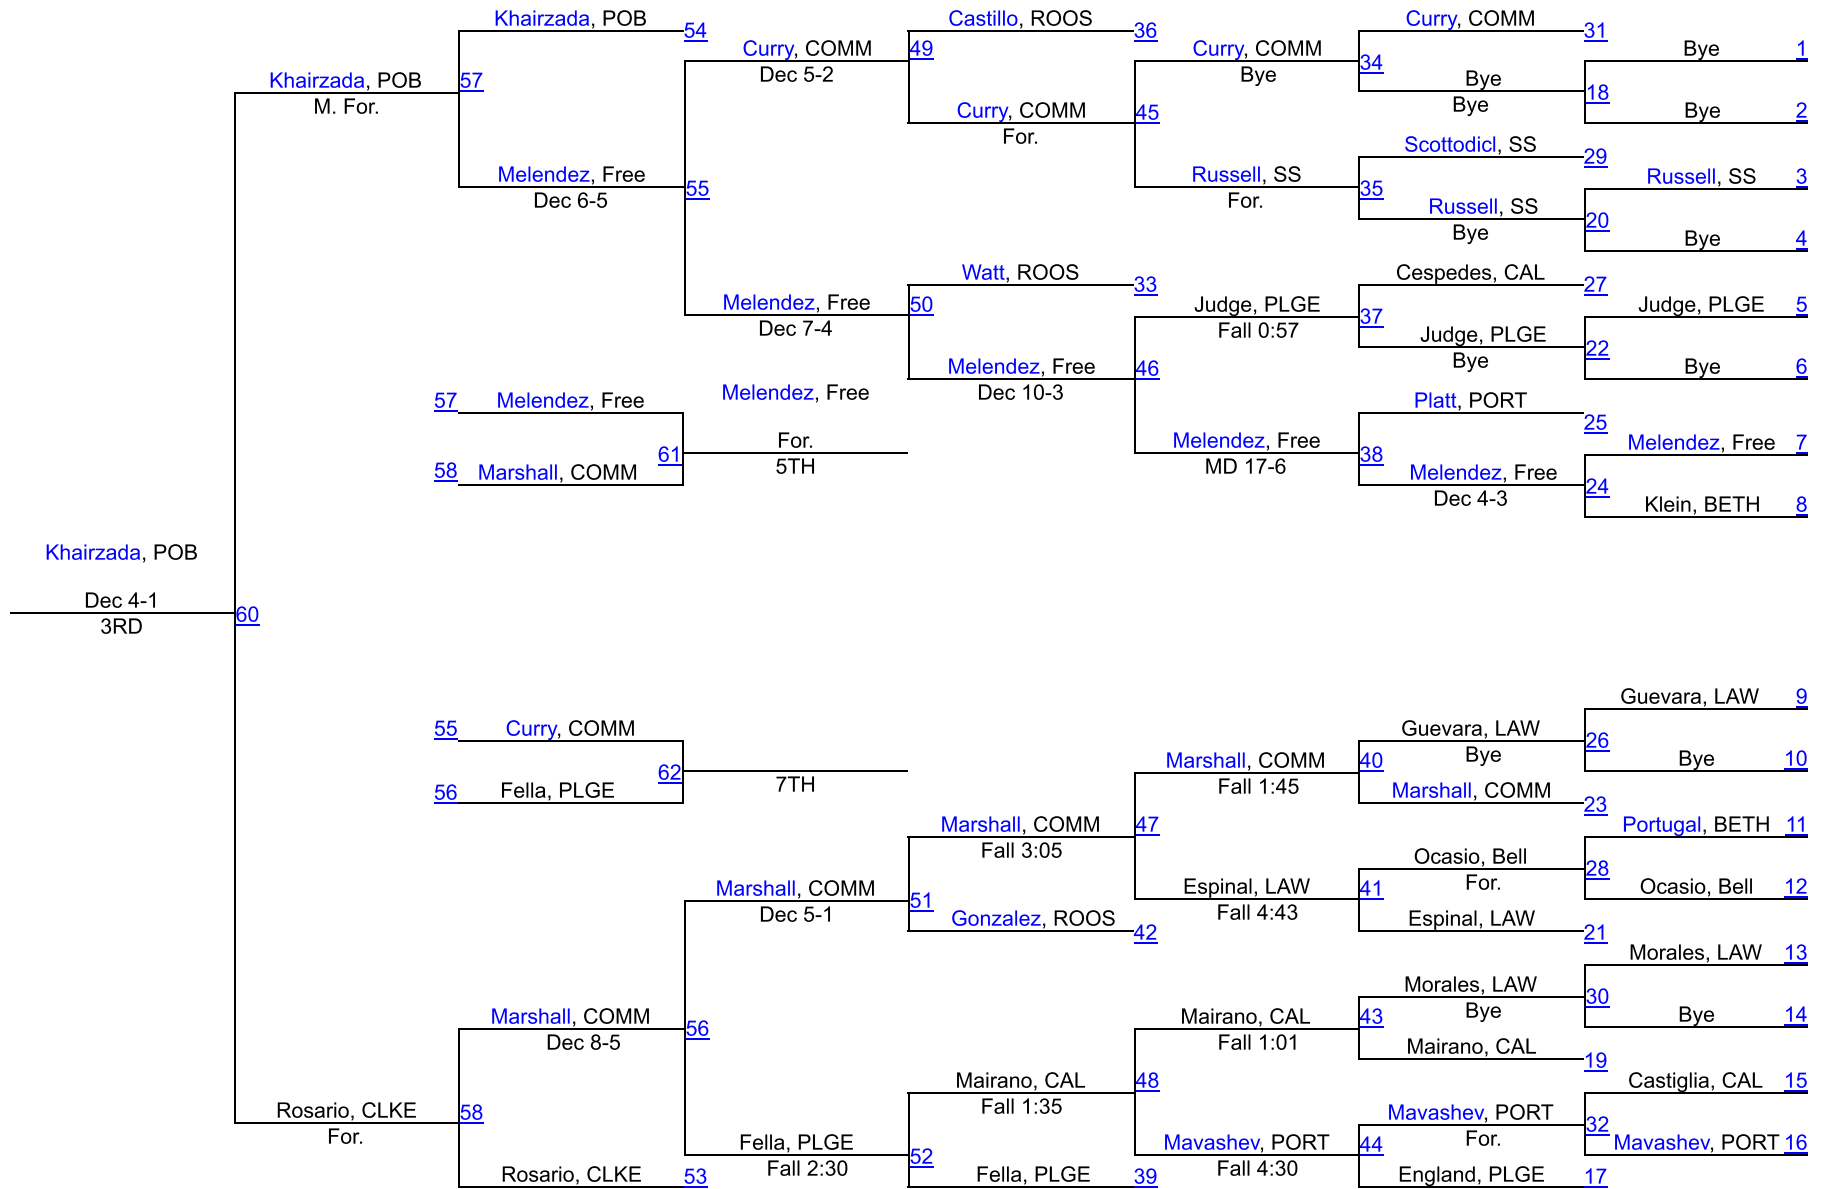 Khairzada, POB
54
Castillo, ROOS
36
Curry, COMM
31
Curry, COMM
Dec 5-2
49
Curry, COMM
Bye
34
Bye
1
Khairzada, POB
M. For.
57
Bye
Bye
18
Curry, COMM
For.
45
Bye
2
Scottodicl, SS
29
Melendez, Free
Dec 6-5
55
Russell, SS
For.
35
Russell, SS
3
Russell, SS
Bye
20
Bye
4
Watt, ROOS
33
Cespedes, CAL
27
Melendez, Free
Dec 7-4
50
Judge, PLGE
Fall 0:57
37
Judge, PLGE
5
Judge, PLGE
Bye
22
Melendez, Free
Dec 10-3
46
Bye
6
57
Melendez, Free
Melendez, Free
Platt, PORT
25
61
For.
5TH
Melendez, Free
MD 17-6
38
Melendez, Free
7
58
Marshall, COMM
Melendez, Free
Dec 4-3
24
Klein, BETH
8
Khairzada, POB
Dec 4-1
3RD
60
Guevara, LAW
9
55
Curry, COMM
Guevara, LAW
Bye
26
62
7TH
Marshall, COMM
Fall 1:45
40
Bye
10
56
Fella, PLGE
Marshall, COMM
23
Marshall, COMM
Fall 3:05
47
Portugal, BETH
11
Ocasio, Bell
For.
28
Marshall, COMM
Dec 5-1
51
Espinal, LAW
Fall 4:43
41
Ocasio, Bell
12
Gonzalez, ROOS
42
Espinal, LAW
21
Morales, LAW
13
Morales, LAW
Bye
30
Marshall, COMM
Dec 8-5
56
Mairano, CAL
Fall 1:01
43
Bye
14
Mairano, CAL
19
Mairano, CAL
Fall 1:35
48
Castiglia, CAL
15
Rosario, CLKE
For.
58
Mavashev, PORT
For.
32
Fella, PLGE
Fall 2:30
52
Mavashev, PORT
Fall 4:30
44
Mavashev, PORT
16
Rosario, CLKE
53
Fella, PLGE
39
England, PLGE
17